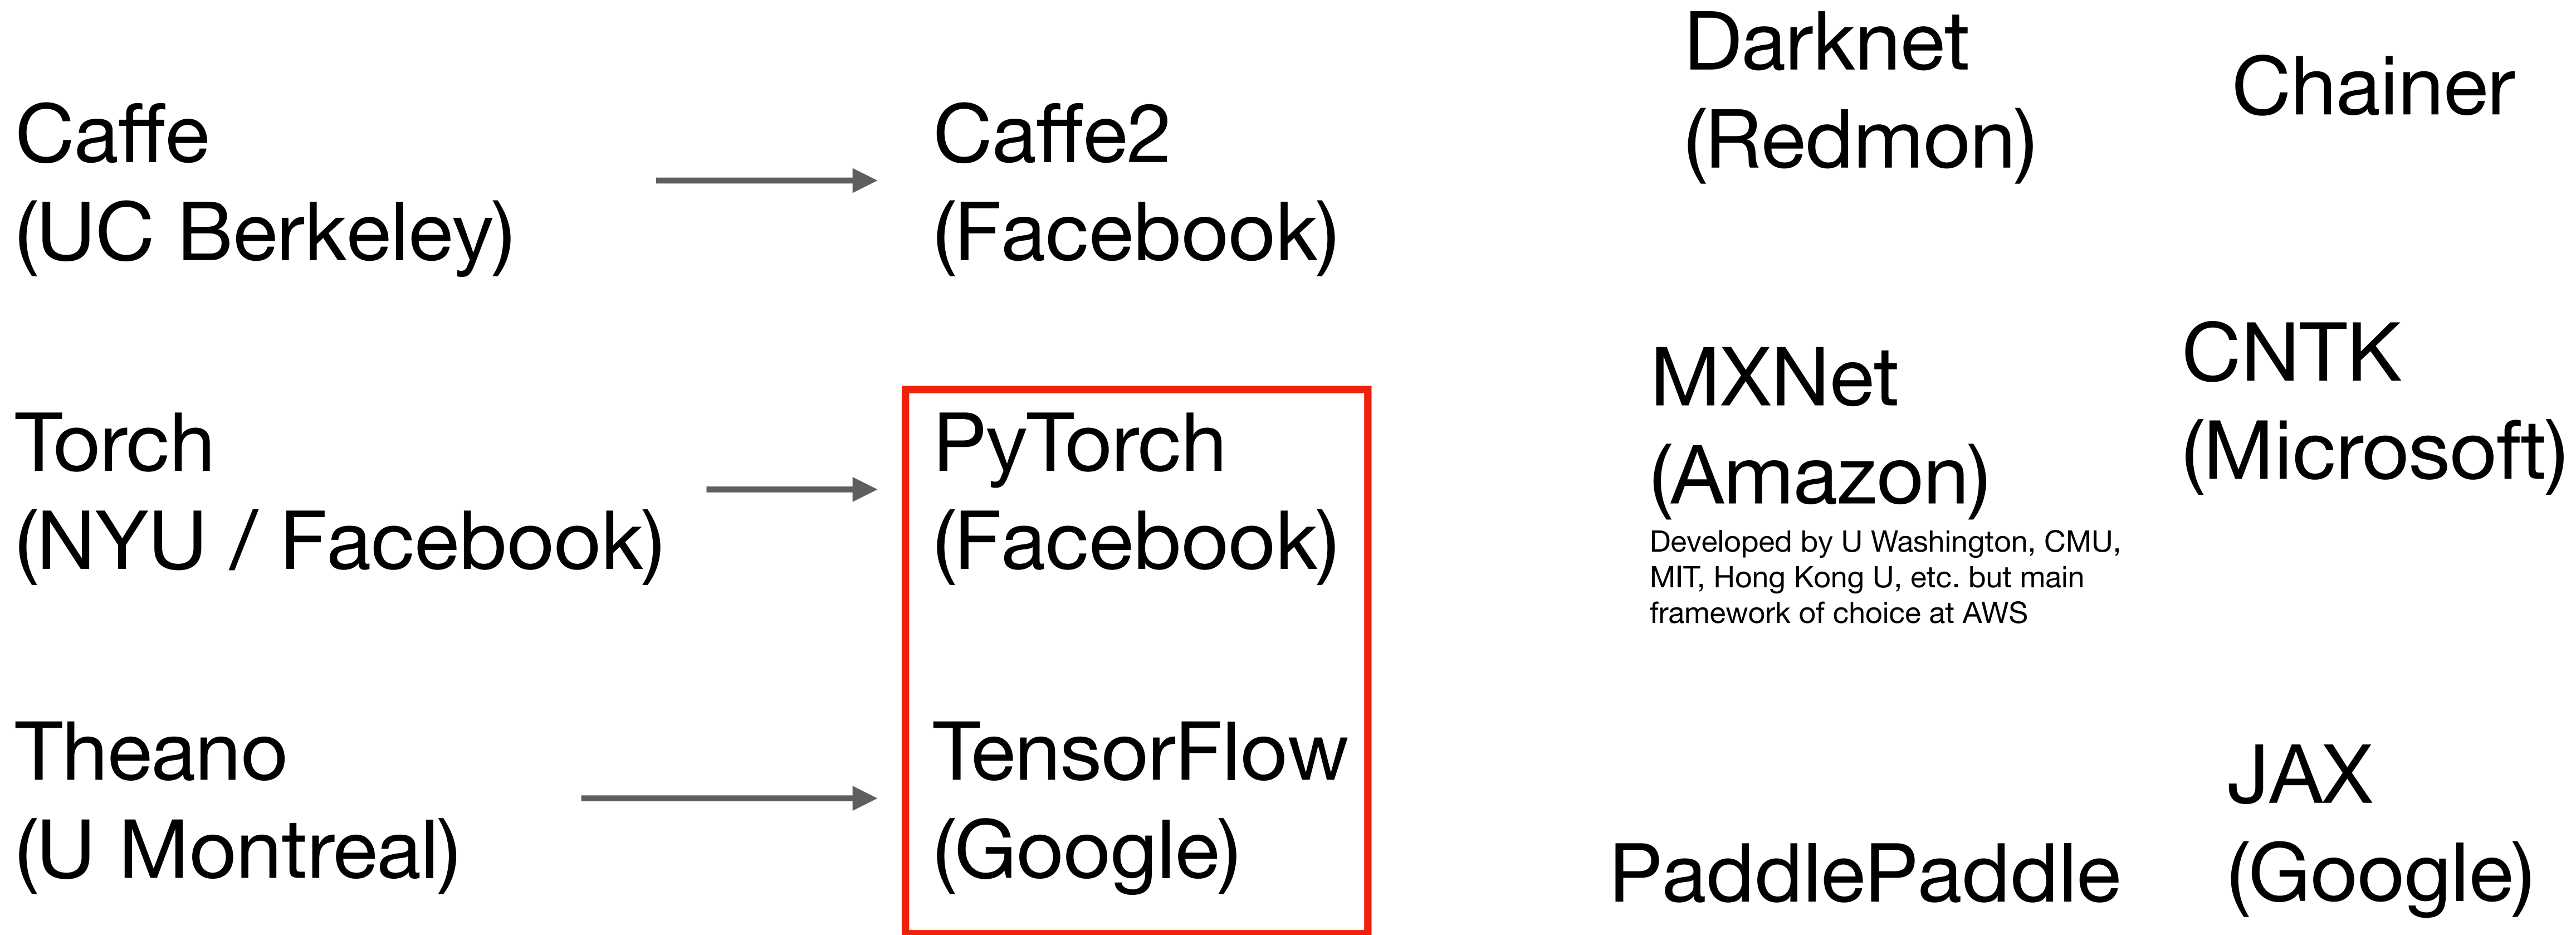 Caffe
(UC Berkeley)
Caffe2
(Facebook)
Torch
(NYU / Facebook)
PyTorch
(Facebook)
Theano
(U Montreal)
TensorFlow
(Google)
Darknet
(Redmon)
Chainer
MXNet
(Amazon)
Developed by U Washington, CMU,
MIT, Hong Kong U, etc. but main
framework of choice at AWS
CNTK
(Microsoft)
PaddlePaddle
JAX
(Google)